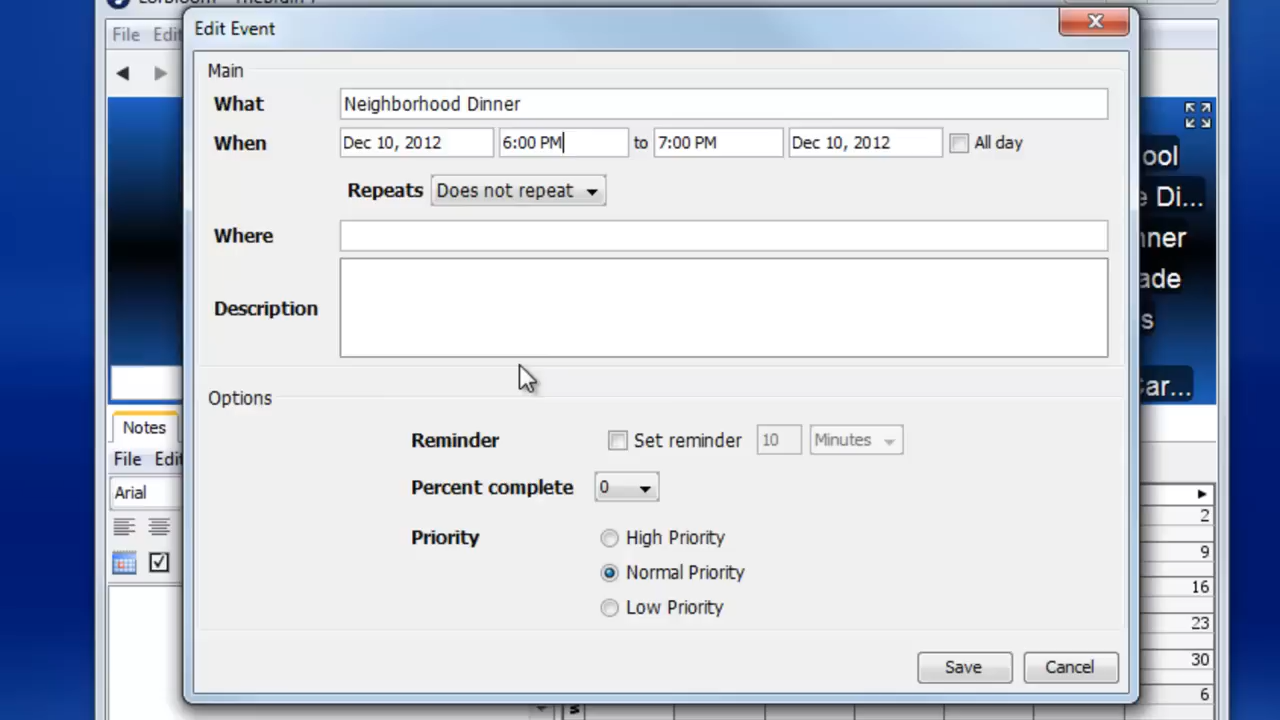 Edit Event
File Edit
Main
What Neighborhood Dinner
When Dec 10, 2012 6:00 PM to 7:00 PM Dec 10, 2012 All day
ool
Repeats Does not repeat
e Di...
Where
nner
ade
Description
s
Car...
Options
Notes
Reminder Set reminder 10 Minutes
File Edit
Percent complete 0
Arial
2
Priority High Priority
9
Normal Priority
16
Low Priority
23
30
Save Cancel
6